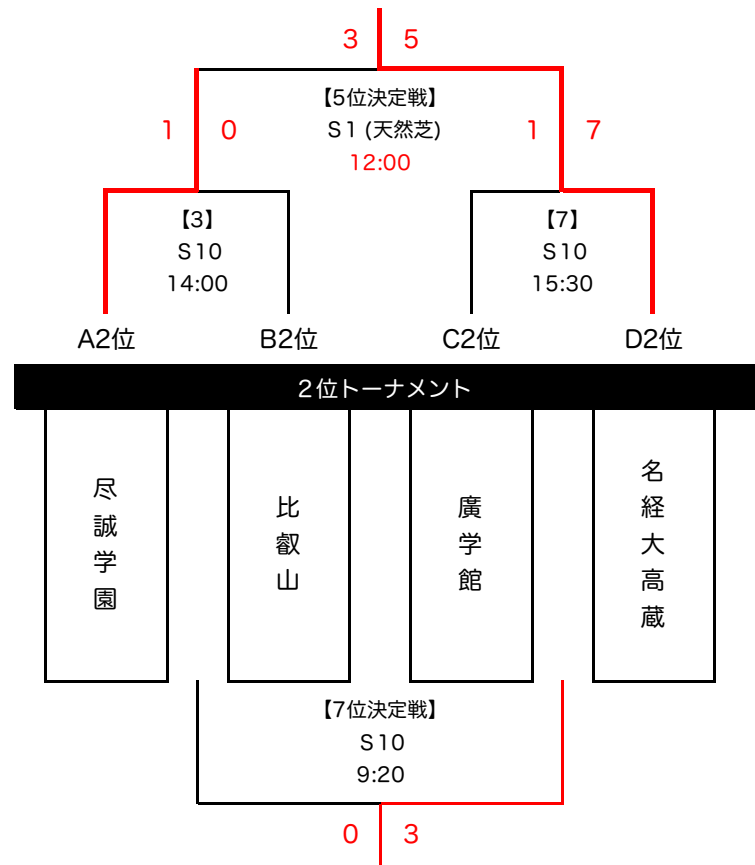 3 5
【5位決定戦】
S1 (天然芝)
12:00
1 0
1 7
【3】
S10
14:00
【7】
S10
15:30
A2位 B2位 C2位 D2位
2位トーナメント
尽誠学園
比叡山
廣学館
名経大高蔵
【7位決定戦】
S10
9:20
0 3